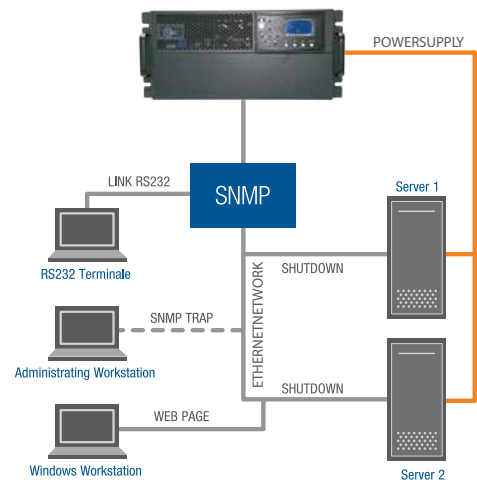 POWERSUPPLY
LINK RS232
SNMP
Server 1
RS232 Terminale
SHUTDOWN
ETHERNETNETWORK
SNMP TRAP
Administrating Workstation
SHUTDOWN
WEB PAGE
Windows Workstation
Server 2